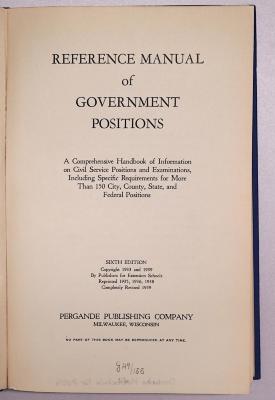 REFERENCE MANUAL
of
GOVERNMENT
POSITIONS
A Comprehensive Handbook of Information
on Civil Service Positions and Examinations,
Including Specific Requirements for More
Than 150 City, County, State, and
Federal Positions
SIXTH EDITION
Copyright 1933 and 1939
By Publishers for Extension Schools
Reprinted 1935, 1936, 1938
Completely Revised 1939
PERGANDE PUBLISHING COMPANY
MILWAUKEE, WISCONSIN
NO PART OF THIS BOOK MAY BE REPRODUCED AT ANY TIME.